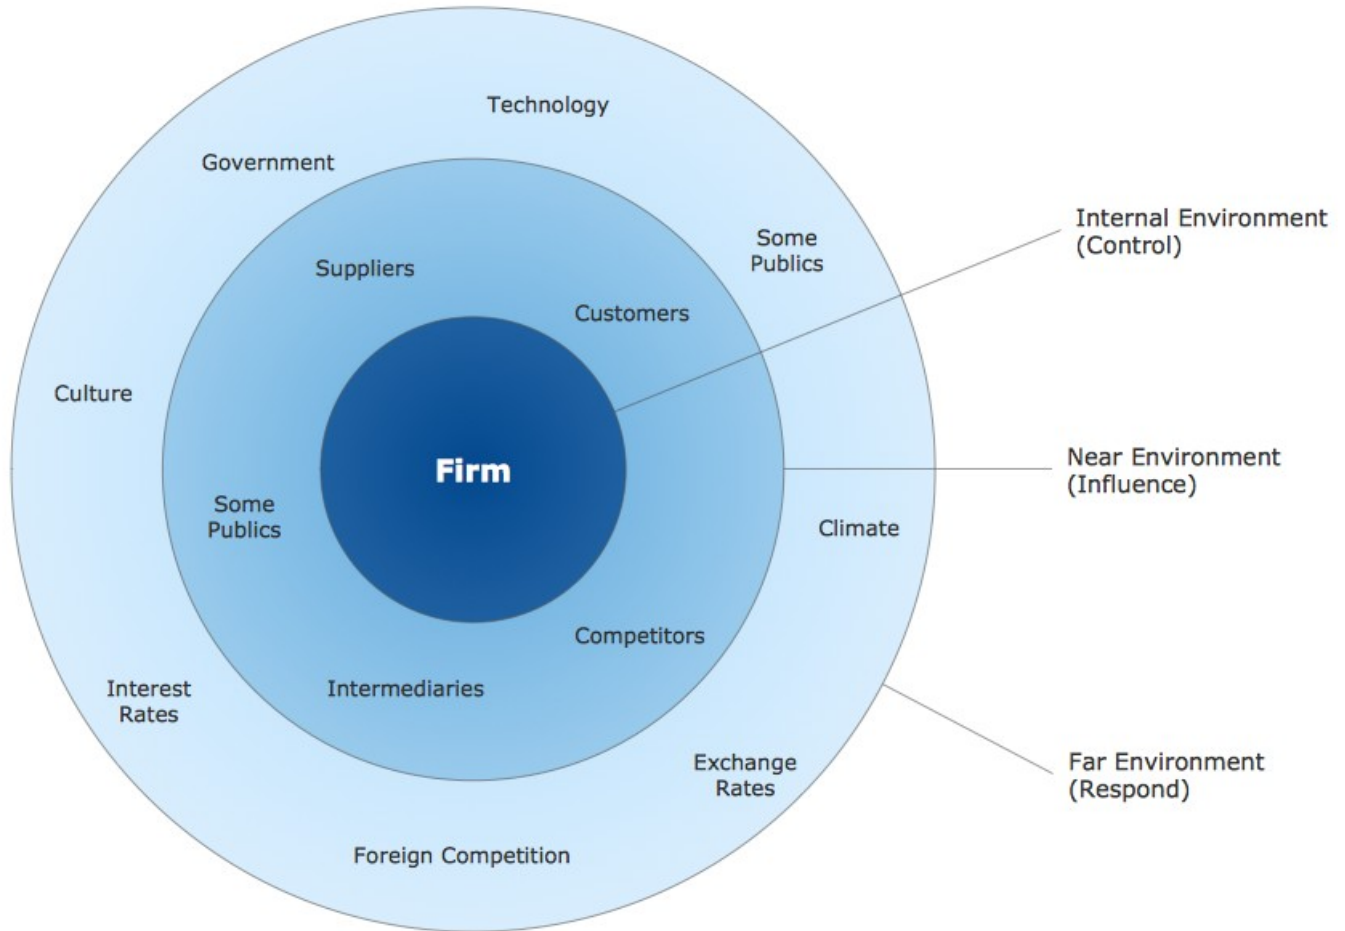 Technology
Government
Some
Publics
Internal Environment
(Control)
Suppliers
Customers
Culture
Firm
Near Environment
(Influence)
Some
Publics
Climate
Competitors
Intermediaries
Interest
Rates
Exchange
Rates
Far Environment
(Respond)
Foreign Competition